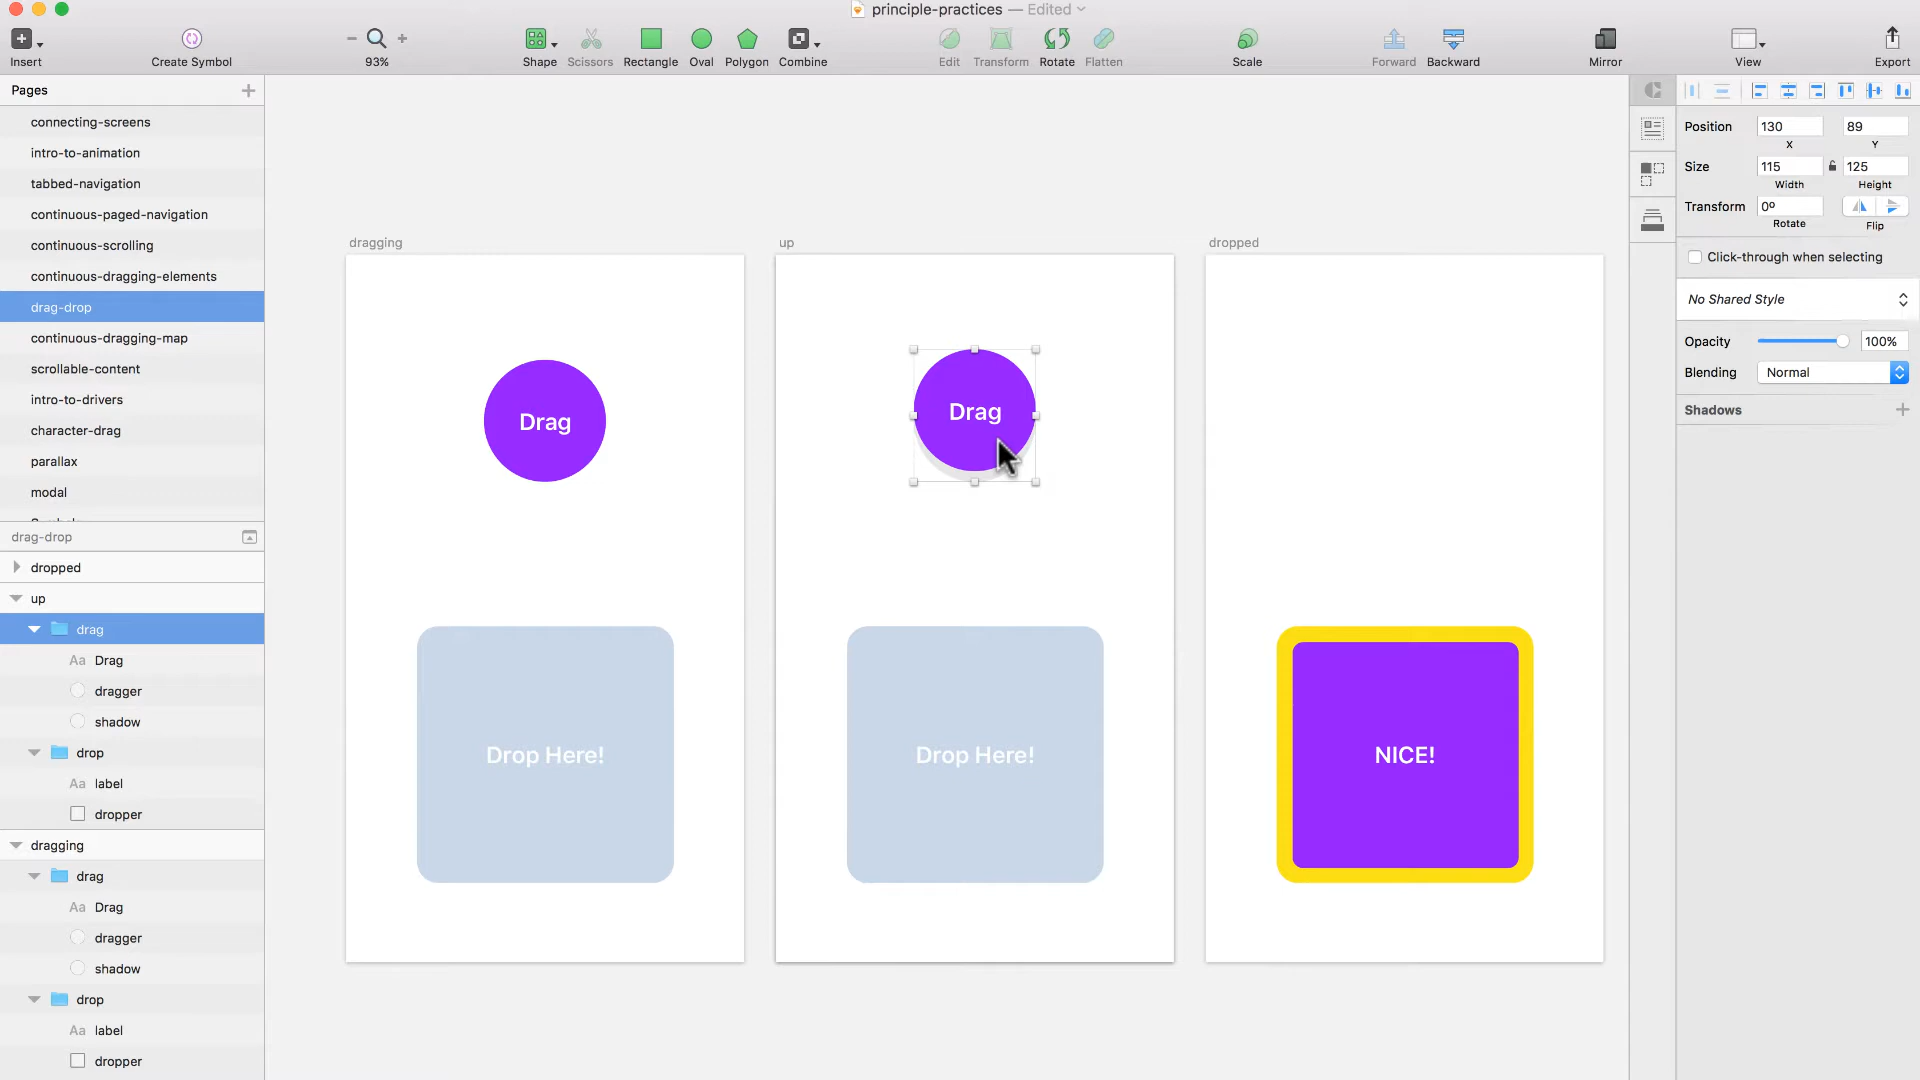 principle-practices — Edited
Insert
Create Symbol
93%
Shape
Scissors
Rectangle
Oval
Polygon
Combine
Edit
Transform
Rotate
Flatten
Scale
Forward
Backward
Mirror
View
Export
Pages
connecting-screens
intro-to-animation
tabbed-navigation
continuous-paged-navigation
continuous-scrolling
continuous-dragging-elements
drag-drop
continuous-dragging-map
scrollable-content
intro-to-drivers
character-drag
parallax
modal
drag-drop
dropped
up
drag
Aa Drag
dragger
shadow
drop
Aa label
dropper
dragging
drag
Aa Drag
dragger
shadow
drop
Aa label
dropper
dragging
Drag
Drop Here!
up
Drag
Drop Here!
dropped
NICE!
Position 130 89
X Y
Size 115 125
Width Height
Transform 0º
Rotate Flip
Click-through when selecting
No Shared Style
Opacity 100%
Blending Normal
Shadows